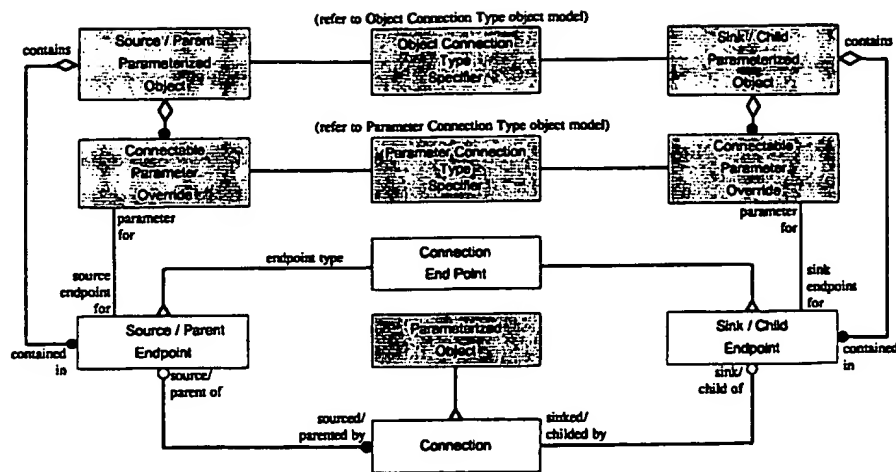 (refer to Object Connection Type object model)
contains
Source / Parent
Parameterized
Object
Object Connection
Type
Specifier
Sink / Child
Parameterized
Object
contains
(refer to Parameter Connection Type object model)
Connectable
Parameter
Override
Parameter Connection
Type
Specifier
Connectable
Parameter
Override
parameter
for
parameter
for
source
endpoint
for
endpoint type
Connection
End Point
sink
endpoint
for
Source / Parent
Endpoint
Parameterized
Object
Sink / Child
Endpoint
contained
in
contained
in
source/
parent of
sink/
child of
sourced/
parented by
Connection
sinked/
childed by